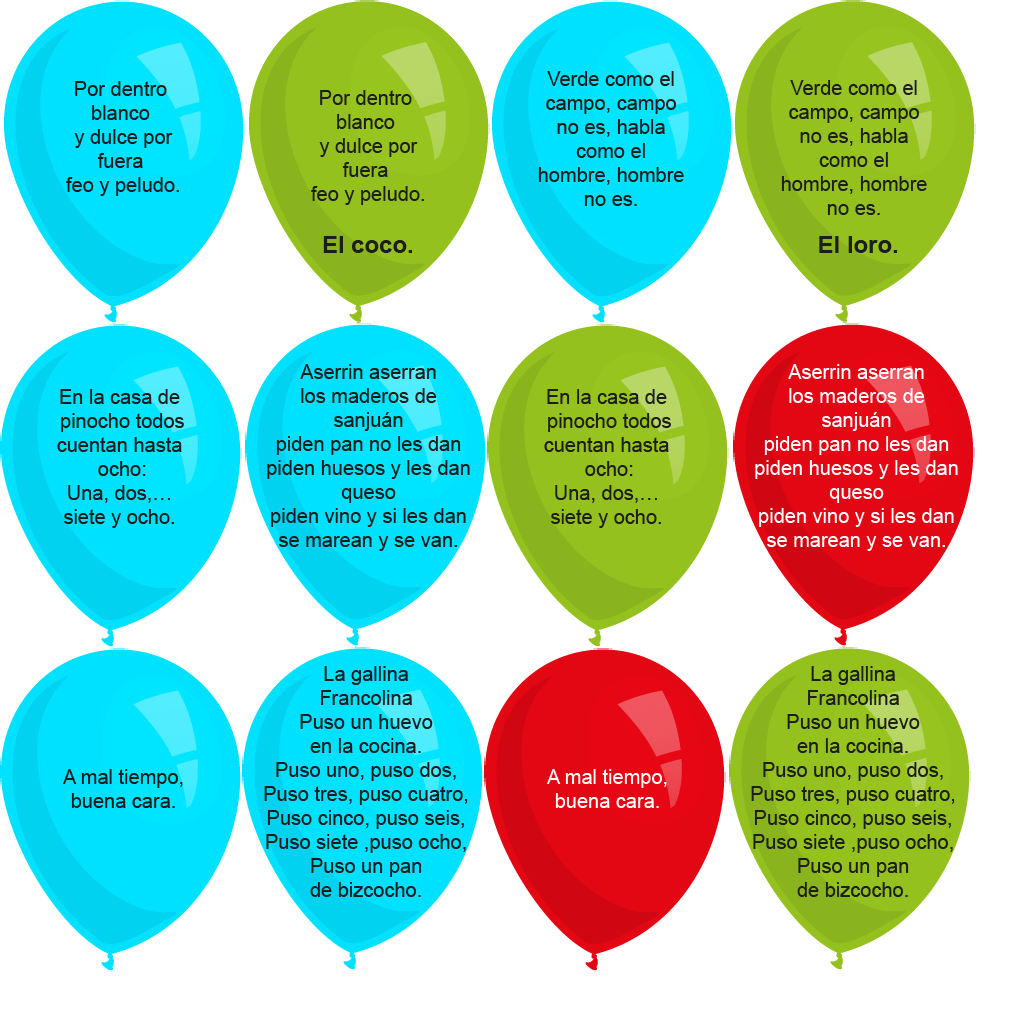 Por dentro
blanco
y dulce por
fuera
feo y peludo.
Por dentro
blanco
y dulce por
fuera
feo y peludo.
El coco.
Verde como el
campo, campo
no es, habla
como el
hombre, hombre
no es.
Verde como el
campo, campo
no es, habla
como el
hombre, hombre
no es.
El loro.
En la casa de
pinocho todos
cuentan hasta
ocho:
Una, dos,…
siete y ocho.
Aserrin aserran
los maderos de
sanjuán
piden pan no les dan
piden huesos y les dan
queso
piden vino y si les dan
se marean y se van.
En la casa de
pinocho todos
cuentan hasta
ocho:
Una, dos,…
siete y ocho.
Aserrin aserran
los maderos de
sanjuán
piden pan no les dan
piden huesos y les dan
queso
piden vino y si les dan
se marean y se van.
A mal tiempo,
buena cara.
La gallina
Francolina
Puso un huevo
en la cocina.
Puso uno, puso dos,
Puso tres, puso cuatro,
Puso cinco, puso seis,
Puso siete ,puso ocho,
Puso un pan
de bizcocho.
A mal tiempo,
buena cara.
La gallina
Francolina
Puso un huevo
en la cocina.
Puso uno, puso dos,
Puso tres, puso cuatro,
Puso cinco, puso seis,
Puso siete ,puso ocho,
Puso un pan
de bizcocho.